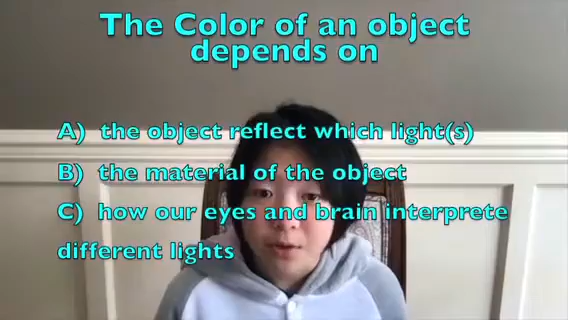 The Color of an object
depends on
A) the object reflect which light(s)
B) the material of the object
C) how our eyes and brain interprete
different lights